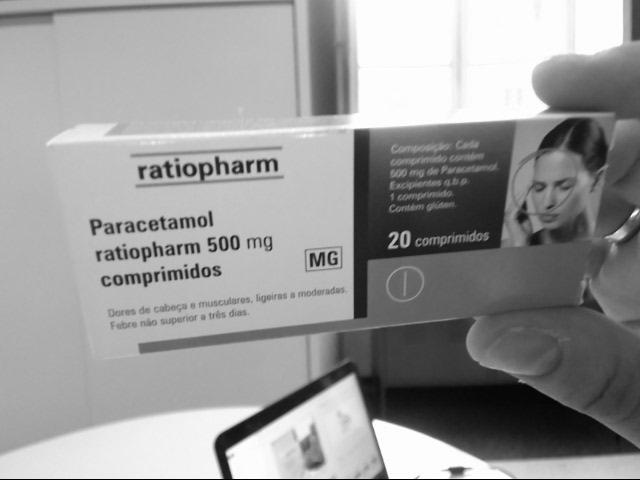 ratiopharm
Paracetamol
ratiopharm 500 mg
comprimidos
MG
Dores de cabeça e musculares, ligeiras a moderadas.
Febre não superior a três dias.
Composição: Cada
comprimido contém
500 mg de Paracetamol.
Excipientes q.b.p.
1 comprimido.
Contém glúten.
20 comprimidos